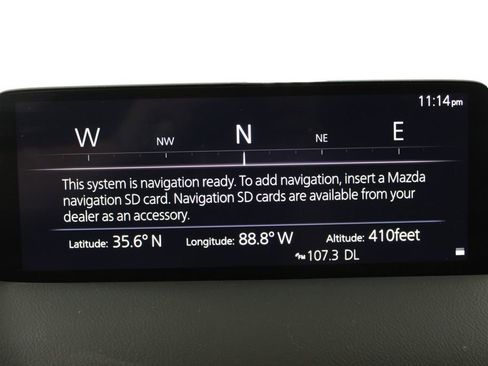 11:14pm
W NW N NE E
This system is navigation ready. To add navigation, insert a Mazda
navigation SD card. Navigation SD cards are available from your
dealer as an accessory.
Latitude: 35.6° N Longitude: 88.8° W Altitude: 410feet
107.3 DL